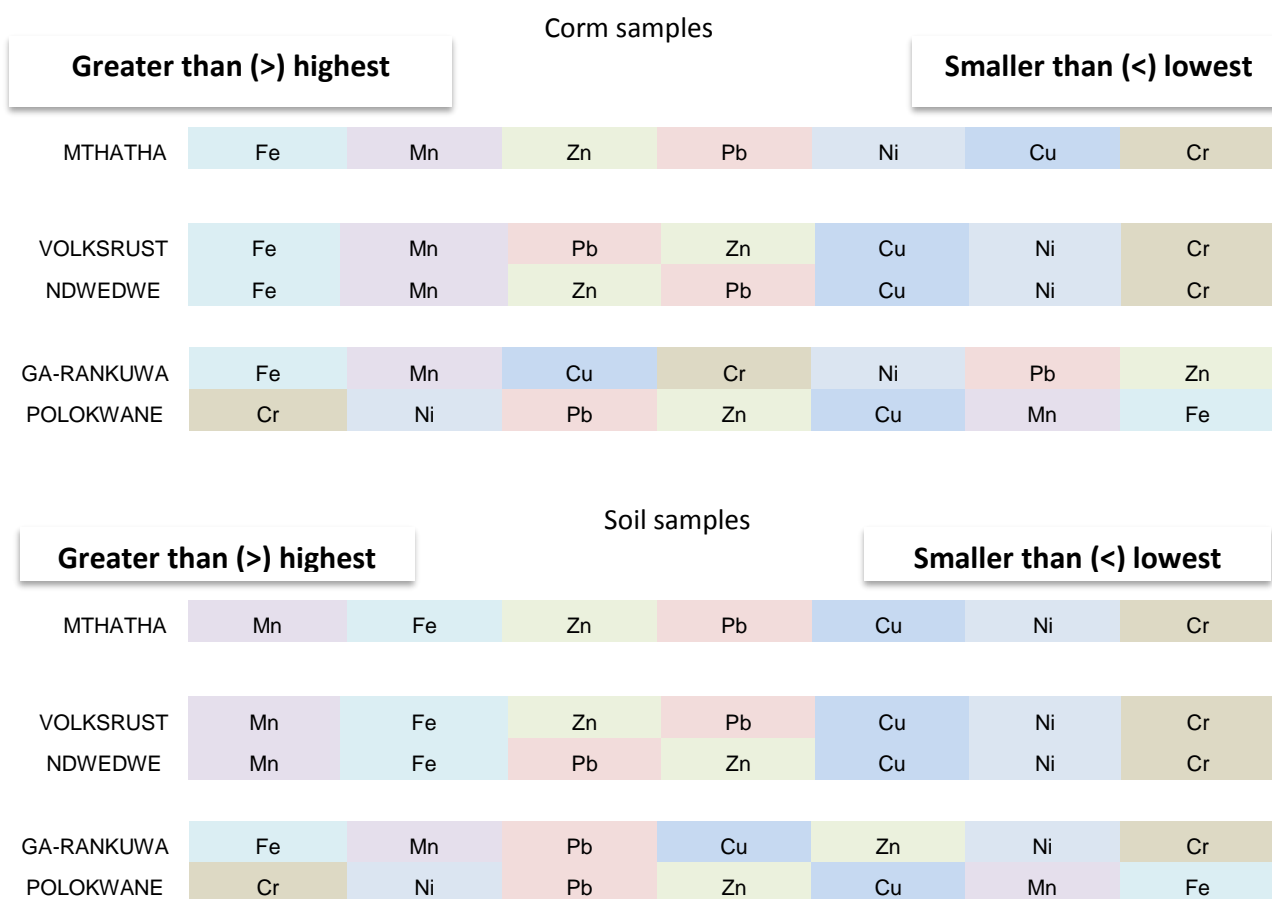 Corm samples
Greater than (>) highest Smaller than (<) lowest
MTHATHA Fe Mn Zn Pb Ni Cu Cr
VOLKSRUST Fe Mn Pb Zn Cu Ni Cr
NDWEDWE Fe Mn Zn Pb Cu Ni Cr
GA-RANKUWA Fe Mn Cu Cr Ni Pb Zn
POLOKWANE Cr Ni Pb Zn Cu Mn Fe
Soil samples
Greater than (>) highest Smaller than (<) lowest
MTHATHA Mn Fe Zn Pb Cu Ni Cr
VOLKSRUST Mn Fe Zn Pb Cu Ni Cr
NDWEDWE Mn Fe Pb Zn Cu Ni Cr
GA-RANKUWA Fe Mn Pb Cu Zn Ni Cr
POLOKWANE Cr Ni Pb Zn Cu Mn Fe